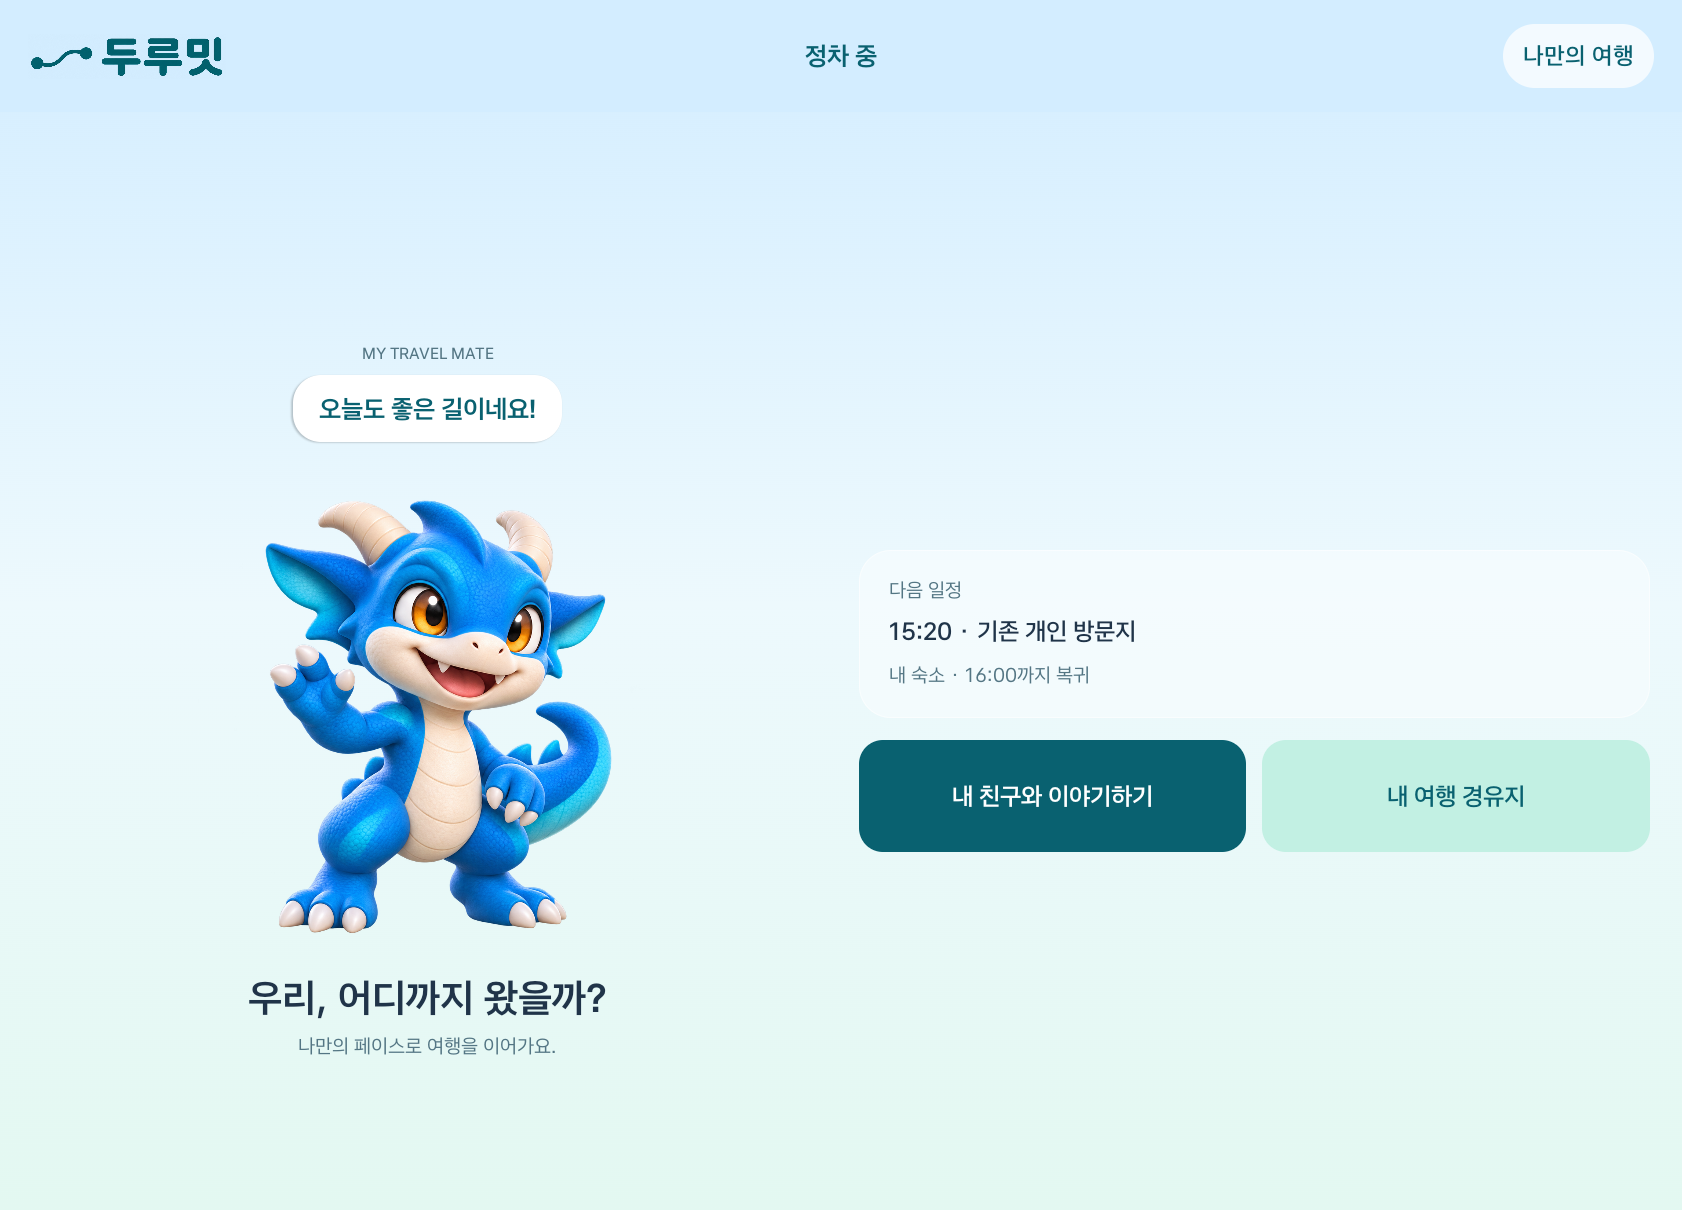 두루밋
정차 중
나만의 여행
MY TRAVEL MATE
오늘도 좋은 길이네요!
우리, 어디까지 왔을까?
나만의 페이스로 여행을 이어가요.
다음 일정
15:20 · 기존 개인 방문지
내 숙소 · 16:00까지 복귀
내 친구와 이야기하기
내 여행 경유지